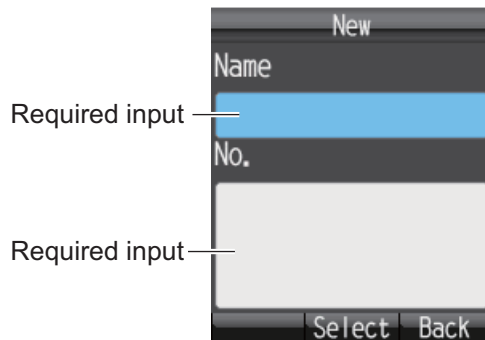 New
Name
Required input
No.
Required input
Select Back